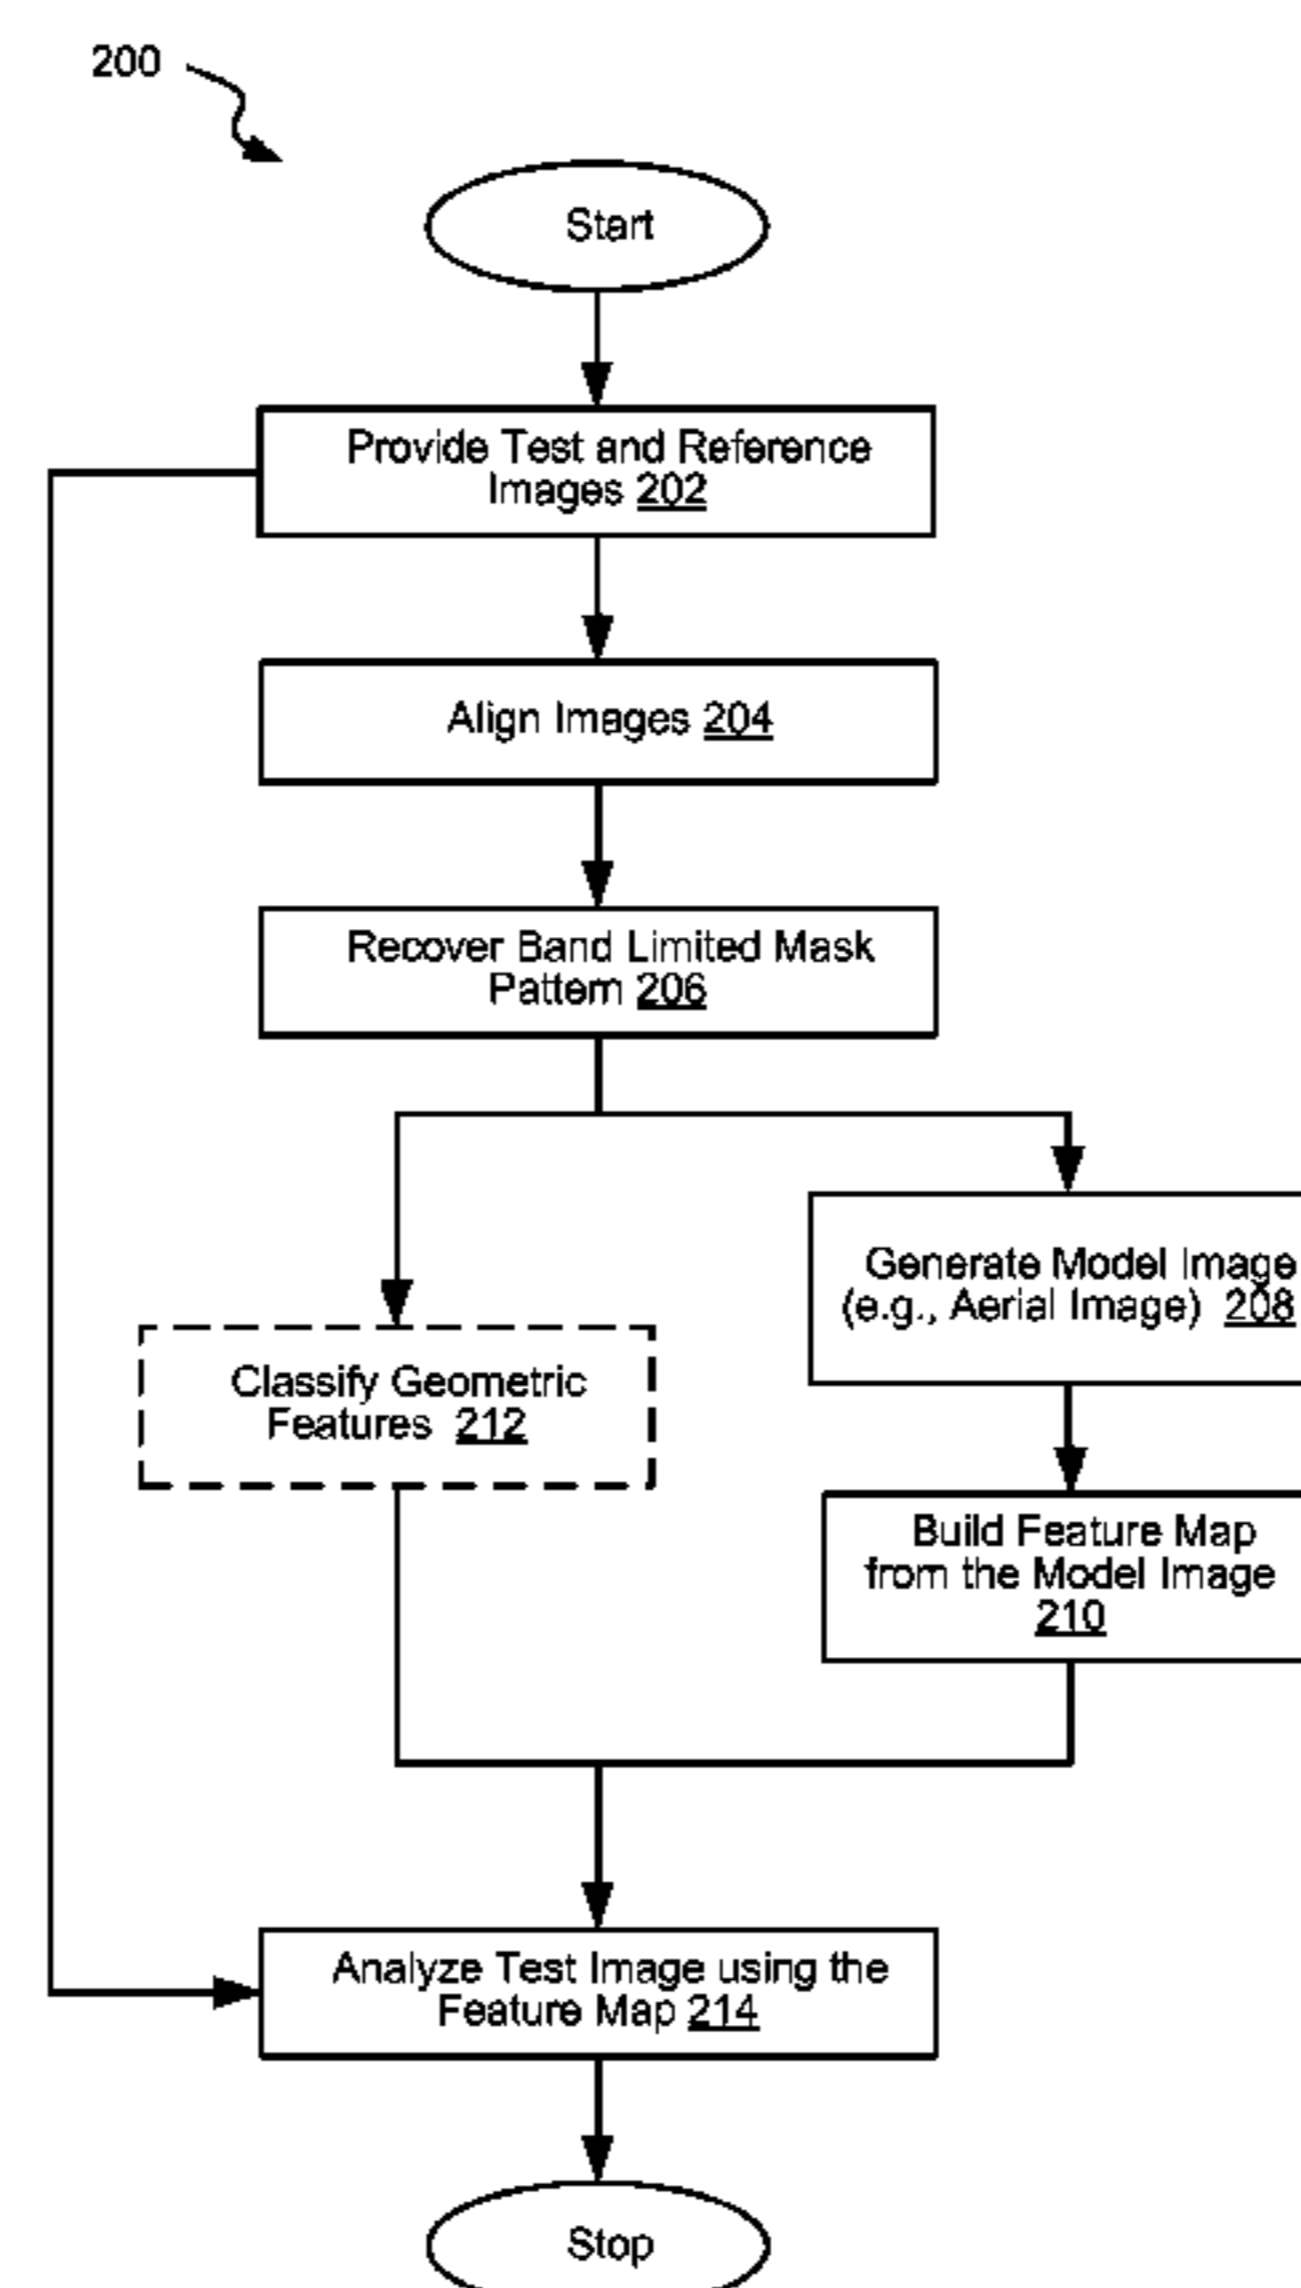 200
Start
Provide Test and Reference
Images 202
Align Images 204
Recover Band Limited Mask
Pattern 206
Generate Model Image
(e.g., Aerial Image) 208
Classify Geometric
Features 212
Build Feature Map
from the Model Image
210
Analyze Test Image using the
Feature Map 214
Stop